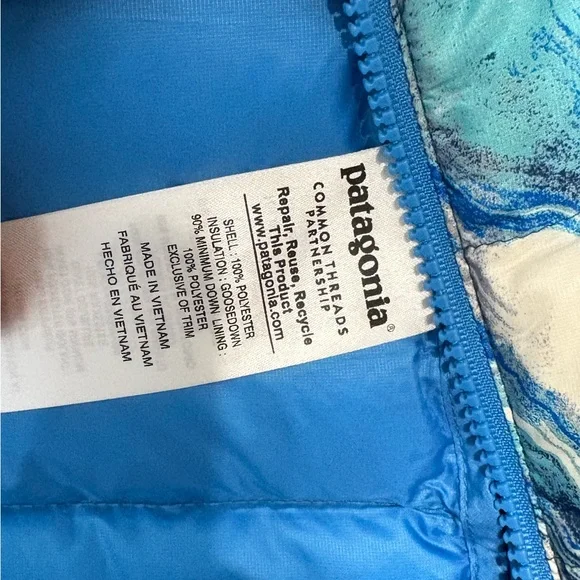 patagonia®
COMMON THREADS
PARTNERSHIP
Repair, Reuse, Recycle
This Product
www.patagonia.com
SHELL : 100% POLYESTER
INSULATION : GOOSEDOWN
90% MINIMUM DOWN LINING :
100% POLYESTER
EXCLUSIVE OF TRIM
MADE IN VIETNAM
FABRIQUÉ AU VIETNAM
HECHO EN VIETNAM